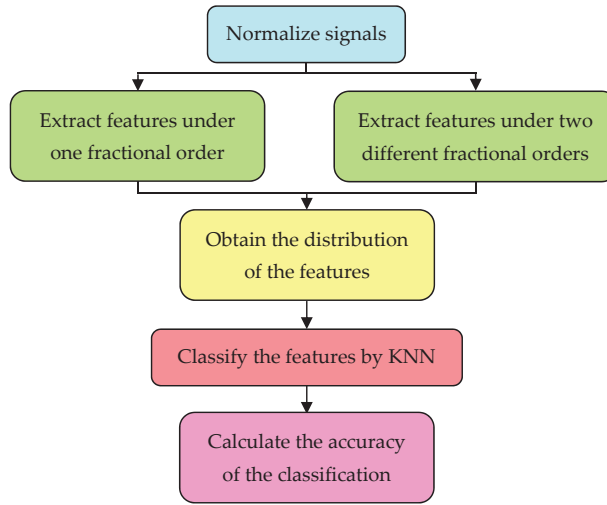 Normalize signals
Extract features under
one fractional order
Extract features under two
different fractional orders
Obtain the distribution
of the features
Classify the features by KNN
Calculate the accuracy
of the classification